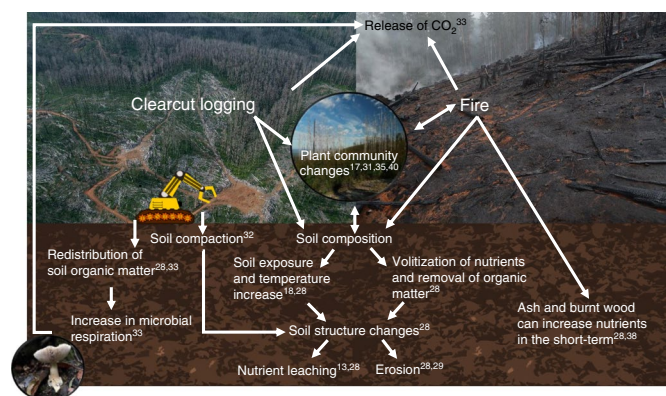 Release of CO₂³³
Clearcut logging
Fire
Plant community
changes¹⁷,³¹,³⁵,⁴⁰
Soil compaction³²
Soil composition
Redistribution of
soil organic matter²⁸,³³
Soil exposure
and temperature
increase¹⁸,²⁸
Volitization of nutrients
and removal of organic
matter²⁸
Ash and burnt wood
can increase nutrients
in the short-term²⁸,³⁸
Increase in microbial
respiration³³
Soil structure changes²⁸
Nutrient leaching¹³,²⁸
Erosion²⁸,²⁹